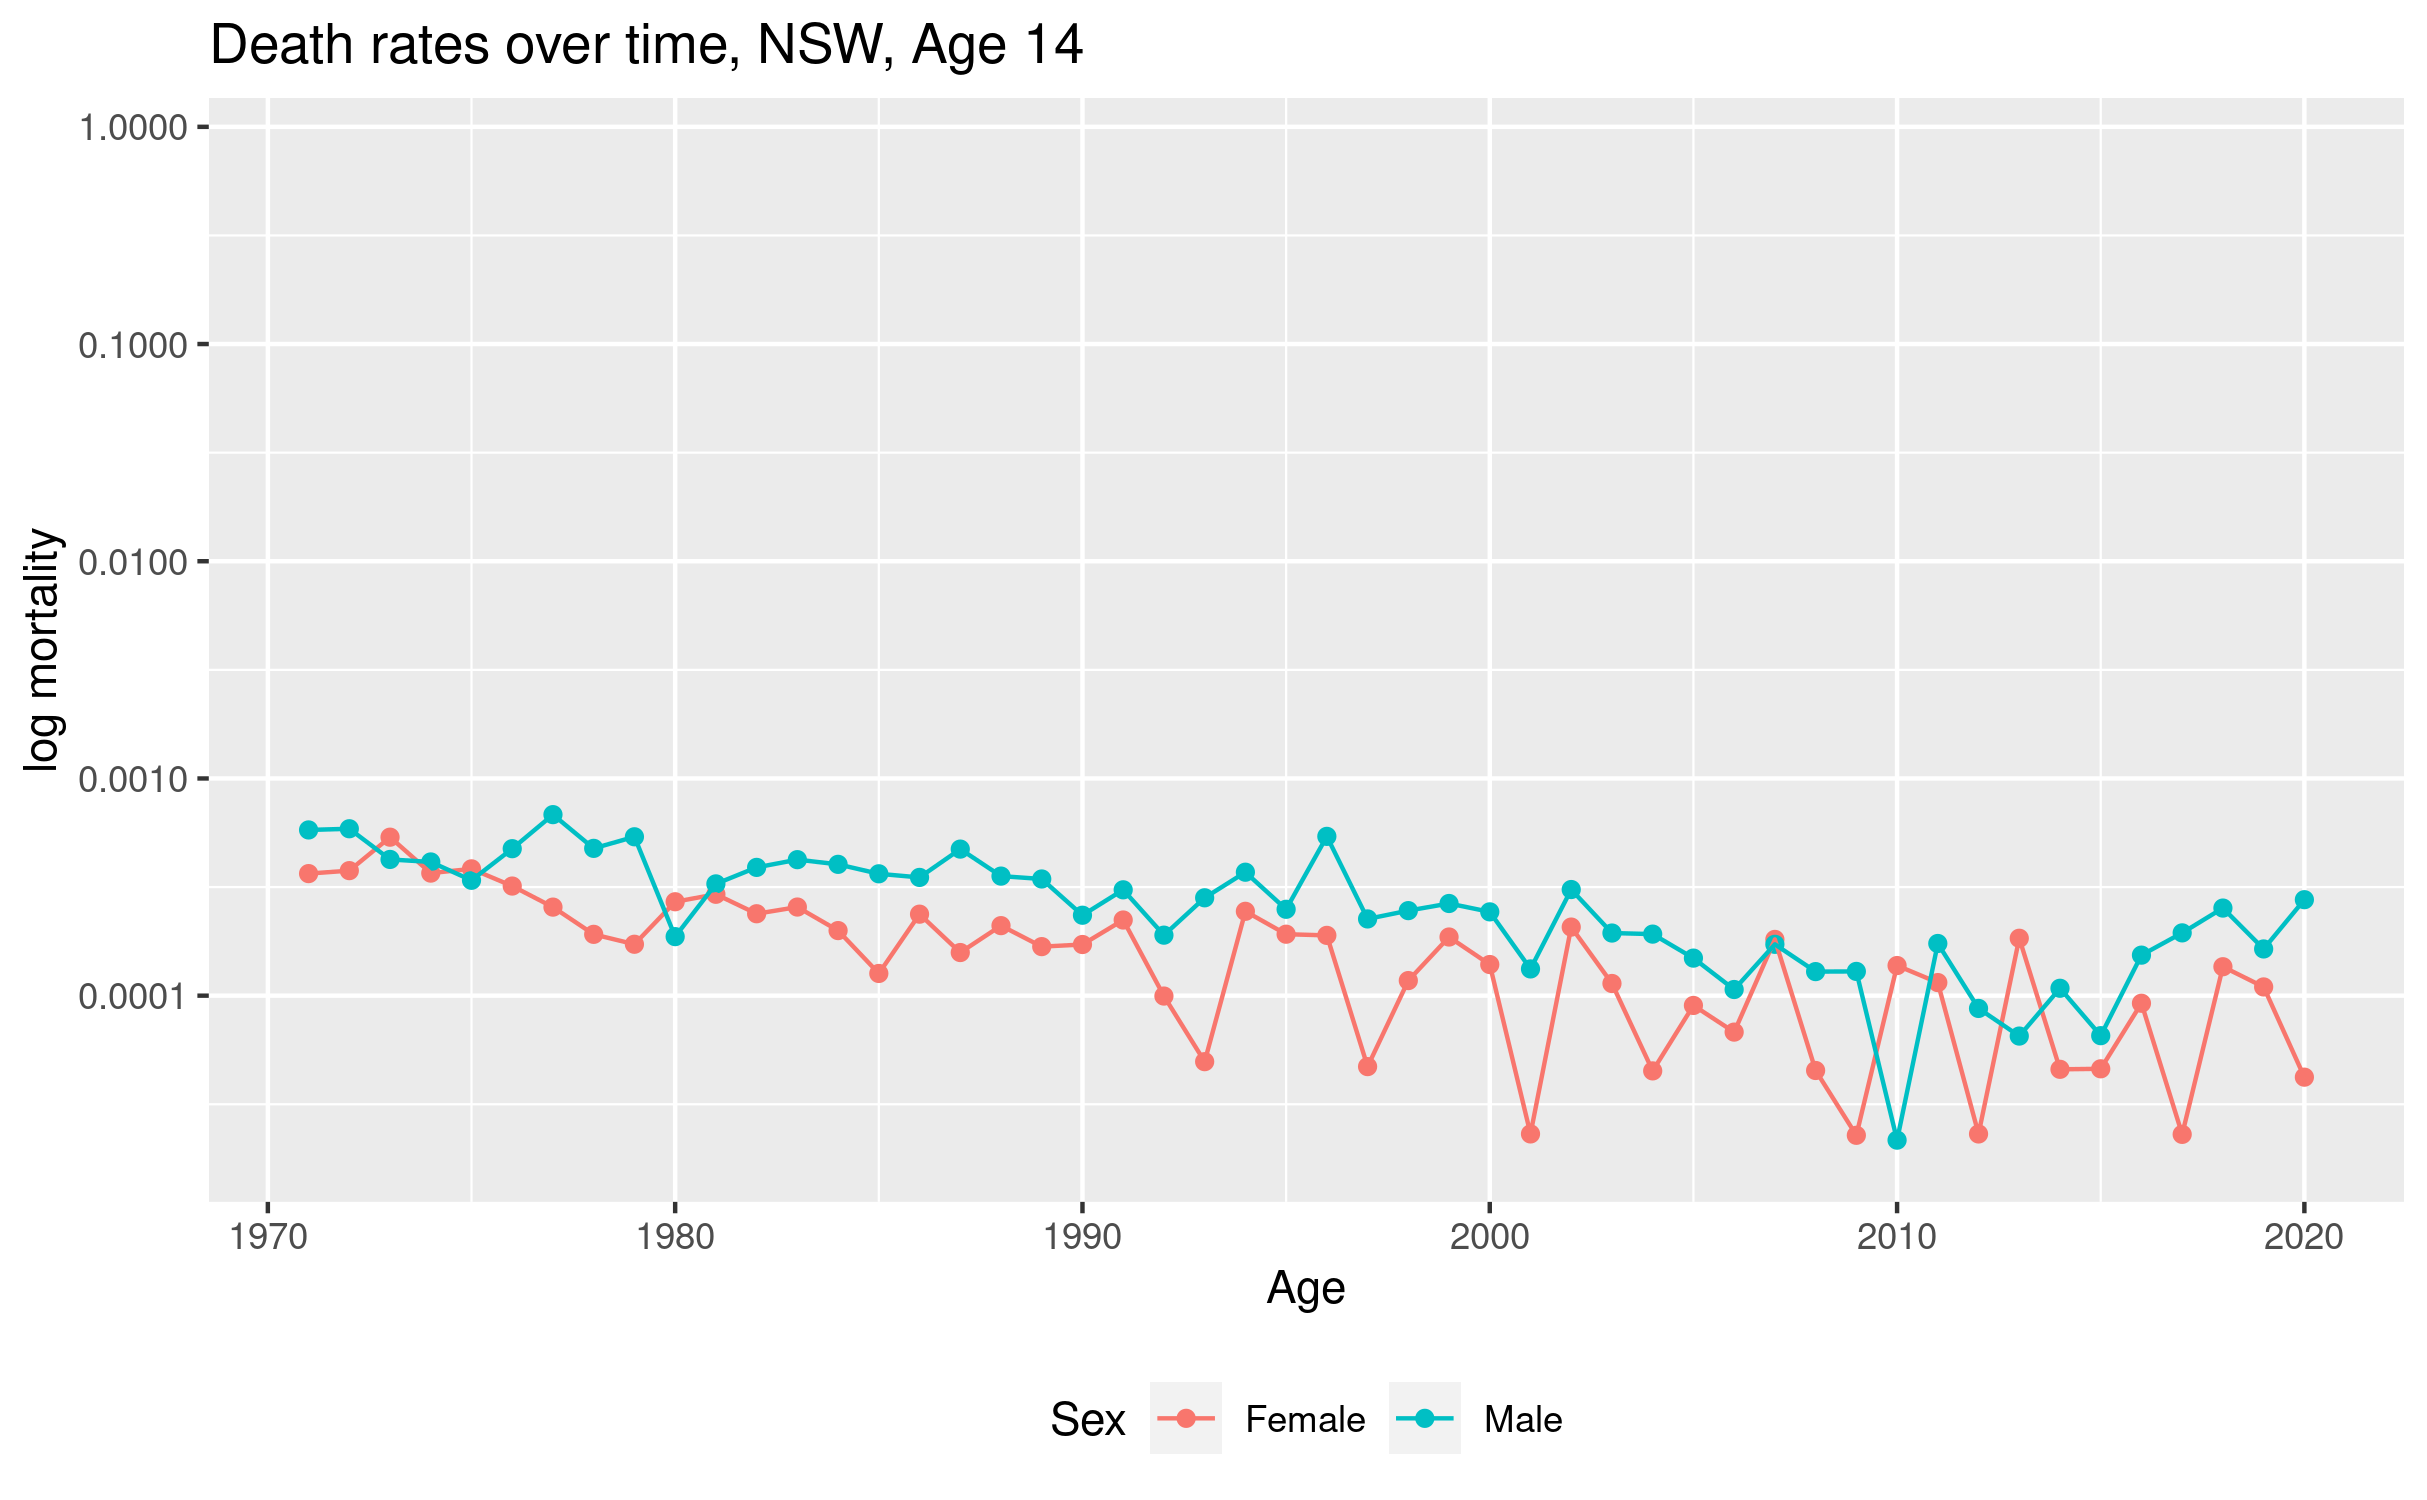 Death rates over time, NSW, Age 14
log mortality
1.0000
0.1000
0.0100
0.0010
0.0001
1970 1980 1990 2000 2010 2020
Age
Sex Female Male